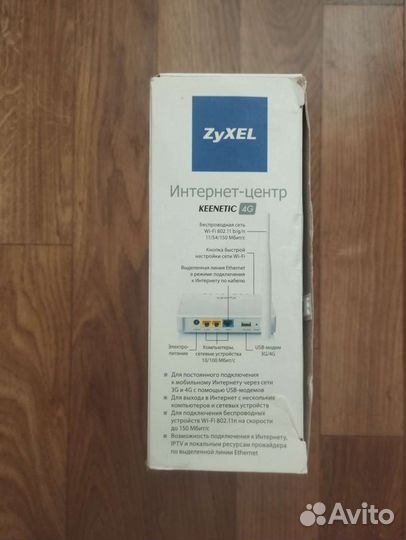 ZyXEL
Интернет-центр
KEENETIC 4G
Беспроводная сеть
Wi-Fi 802.11 b/g/n
11/54/150 Мбит/с
Кнопка быстрой
настройки сети Wi-Fi
Выделенная линия Ethernet
в режиме подключения
к Интернету по кабелю
Электро-
питание
Компьютеры,
сетевые устройства
10/100 Мбит/с
USB-модем
3G/4G
Для постоянного подключения
к мобильному Интернету через сети
3G и 4G с помощью USB-модемов
Для выхода в Интернет с нескольких
компьютеров и сетевых устройств
Для подключения беспроводных
устройств Wi-Fi 802.11n на скорости
до 150 Мбит/с
Возможность подключения к Интернету,
IPTV и локальным ресурсам провайдера
по выделенной линии Ethernet
Avito